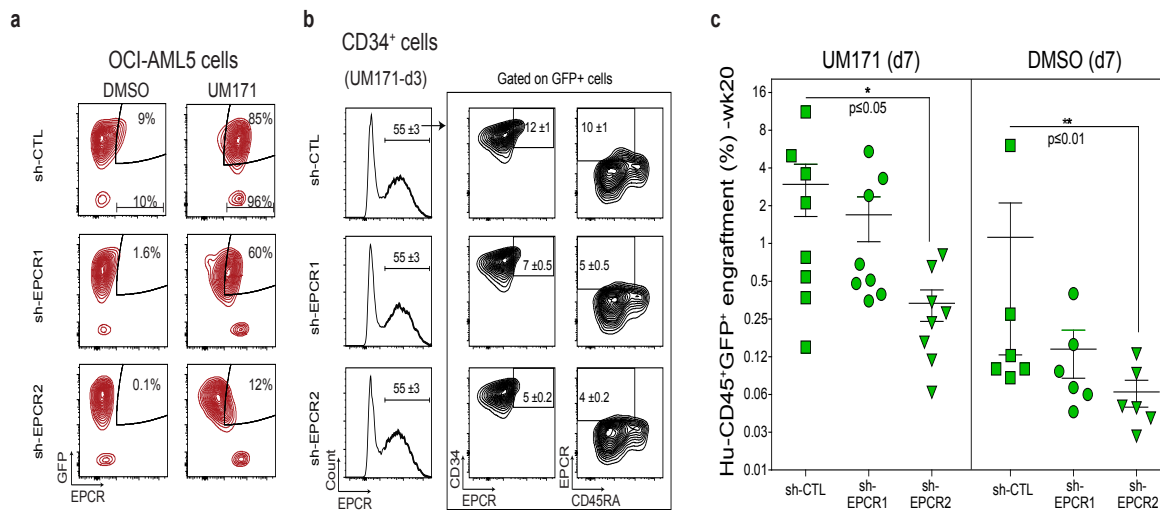 a
OCI-AML5 cells
DMSO
UM171
sh-CTL
9%
85%
10%
96%
sh-EPCR1
1.6%
60%
sh-EPCR2
0.1%
12%
GFP
EPCR
b
CD34+ cells
(UM171-d3)
Gated on GFP+ cells
sh-CTL
55 ±3
12 ±1
10 ±1
sh-EPCR1
55 ±3
7 ±0.5
5 ±0.5
sh-EPCR2
55 ±3
5 ±0.2
4 ±0.2
Count
EPCR
CD34
EPCR
EPCR
CD45RA
c
UM171 (d7)
DMSO (d7)
Hu-CD45+GFP+ engraftment (%) -wk20
16
8
4
2
1
0.5
0.25
0.12
0.06
0.03
0.01
*
p≤0.05
**
p≤0.01
sh-CTL
sh-
EPCR1
sh-
EPCR2
sh-CTL
sh-
EPCR1
sh-
EPCR2